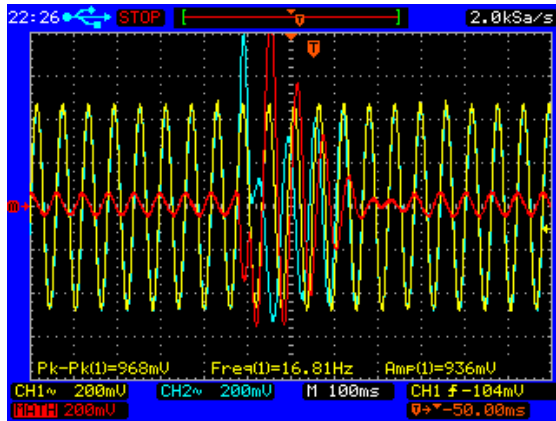 22:26 STOP 2.0kSa/s
T
Pk-Pk(1)=968mV Freq(1)=16.81Hz Amp(1)=936mV
CH1~ 200mV CH2~ 200mV M 100ms CH1 -104mV
MATH 200mV -50.00ms